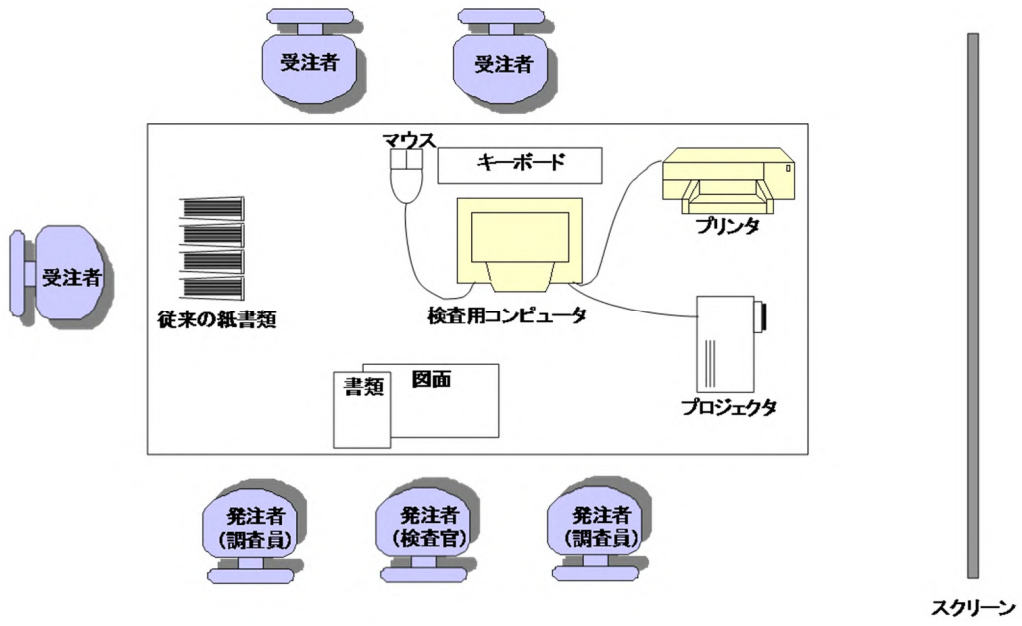 受注者
受注者
マウス
キーボード
プリンタ
受注者
従来の紙書類
検査用コンピュータ
書類
図面
プロジェクタ
発注者
(調査員)
発注者
(検査官)
発注者
(調査員)
スクリーン